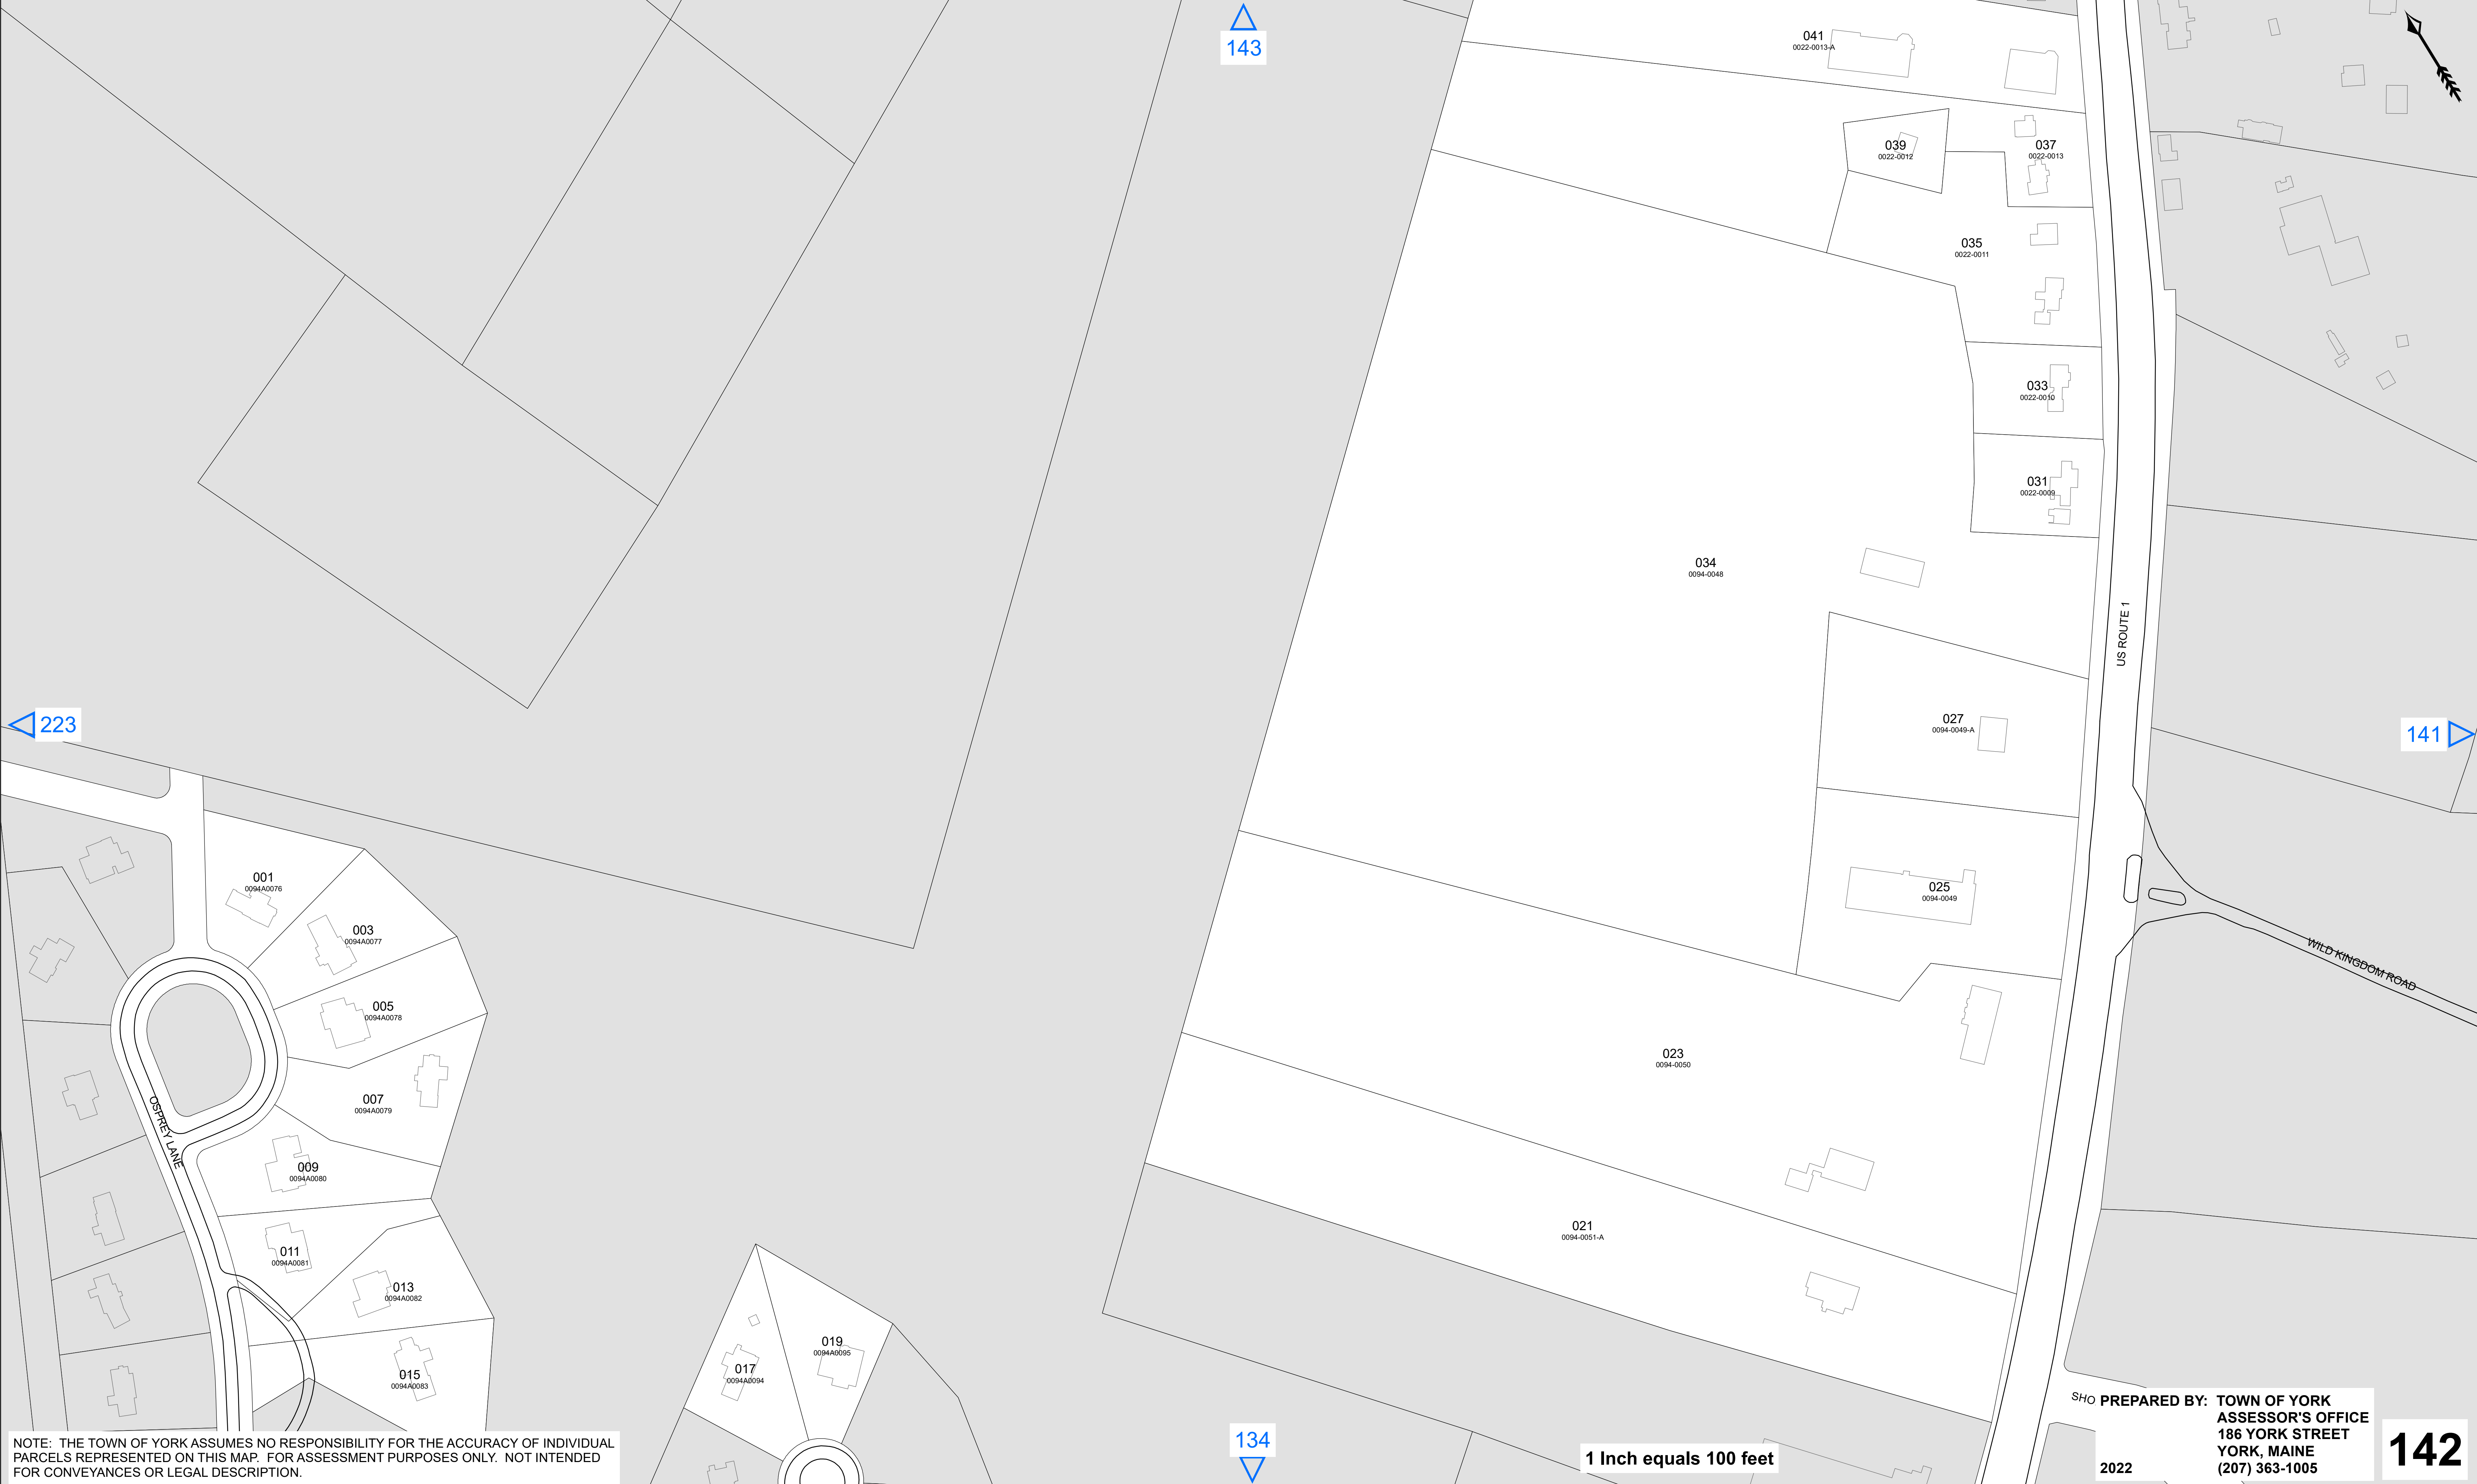 143
041
0022-0013-A
039
0022-0012
037
0022-0013
035
0022-0011
033
0022-0010
031
0022-0009
034
0094-0048
US ROUTE 1
223
027
0094-0049-A
141
001
0094A0076
025
0094-0049
003
0094A0077
WILD KINGDOM ROAD
005
0094A0078
023
0094-0050
007
0094A0079
OSPREY LANE
009
0094A0080
021
0094-0051-A
011
0094A0081
013
0094A0082
019
0094A0095
017
0094A0094
015
0094A0083
SHO
134
1 Inch equals 100 feet
NOTE: THE TOWN OF YORK ASSUMES NO RESPONSIBILITY FOR THE ACCURACY OF INDIVIDUAL
PARCELS REPRESENTED ON THIS MAP. FOR ASSESSMENT PURPOSES ONLY. NOT INTENDED
FOR CONVEYANCES OR LEGAL DESCRIPTION.
PREPARED BY: TOWN OF YORK
ASSESSOR'S OFFICE
186 YORK STREET
YORK, MAINE
2022 (207) 363-1005
142